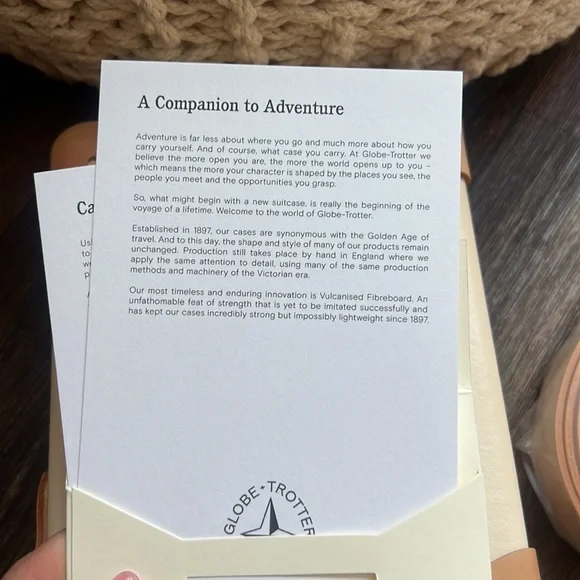 A Companion to Adventure
Adventure is far less about where you go and much more about how you
carry yourself. And of course, what case you carry. At Globe-Trotter we
believe the more open you are, the more the world opens up to you –
which means the more your character is shaped by the places you see, the
people you meet and the opportunities you grasp.
So, what might begin with a new suitcase, is really the beginning of the
voyage of a lifetime. Welcome to the world of Globe-Trotter.
Established in 1897, our cases are synonymous with the Golden Age of
travel. And to this day, the shape and style of many of our products remain
unchanged. Production still takes place by hand in England where we
apply the same attention to detail, using many of the same production
methods and machinery of the Victorian era.
Our most timeless and enduring innovation is Vulcanised Fibreboard. An
unfathomable feat of strength that is yet to be imitated successfully and
has kept our cases incredibly strong but impossibly lightweight since 1897.
Ca
Us
to
GLOBE-TROTTER